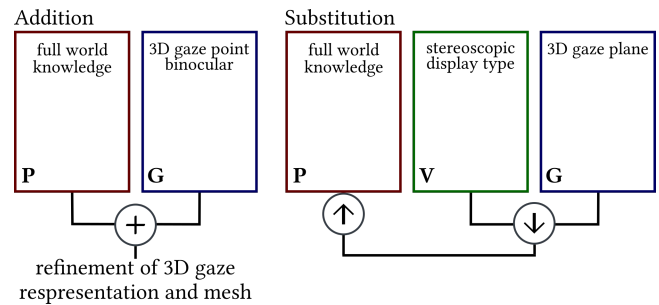 Addition
full world
knowledge
P
3D gaze point
binocular
G
+
refinement of 3D gaze
respresentation and mesh
Substitution
full world
knowledge
P
stereoscopic
display type
V
3D gaze plane
G
↑
↓